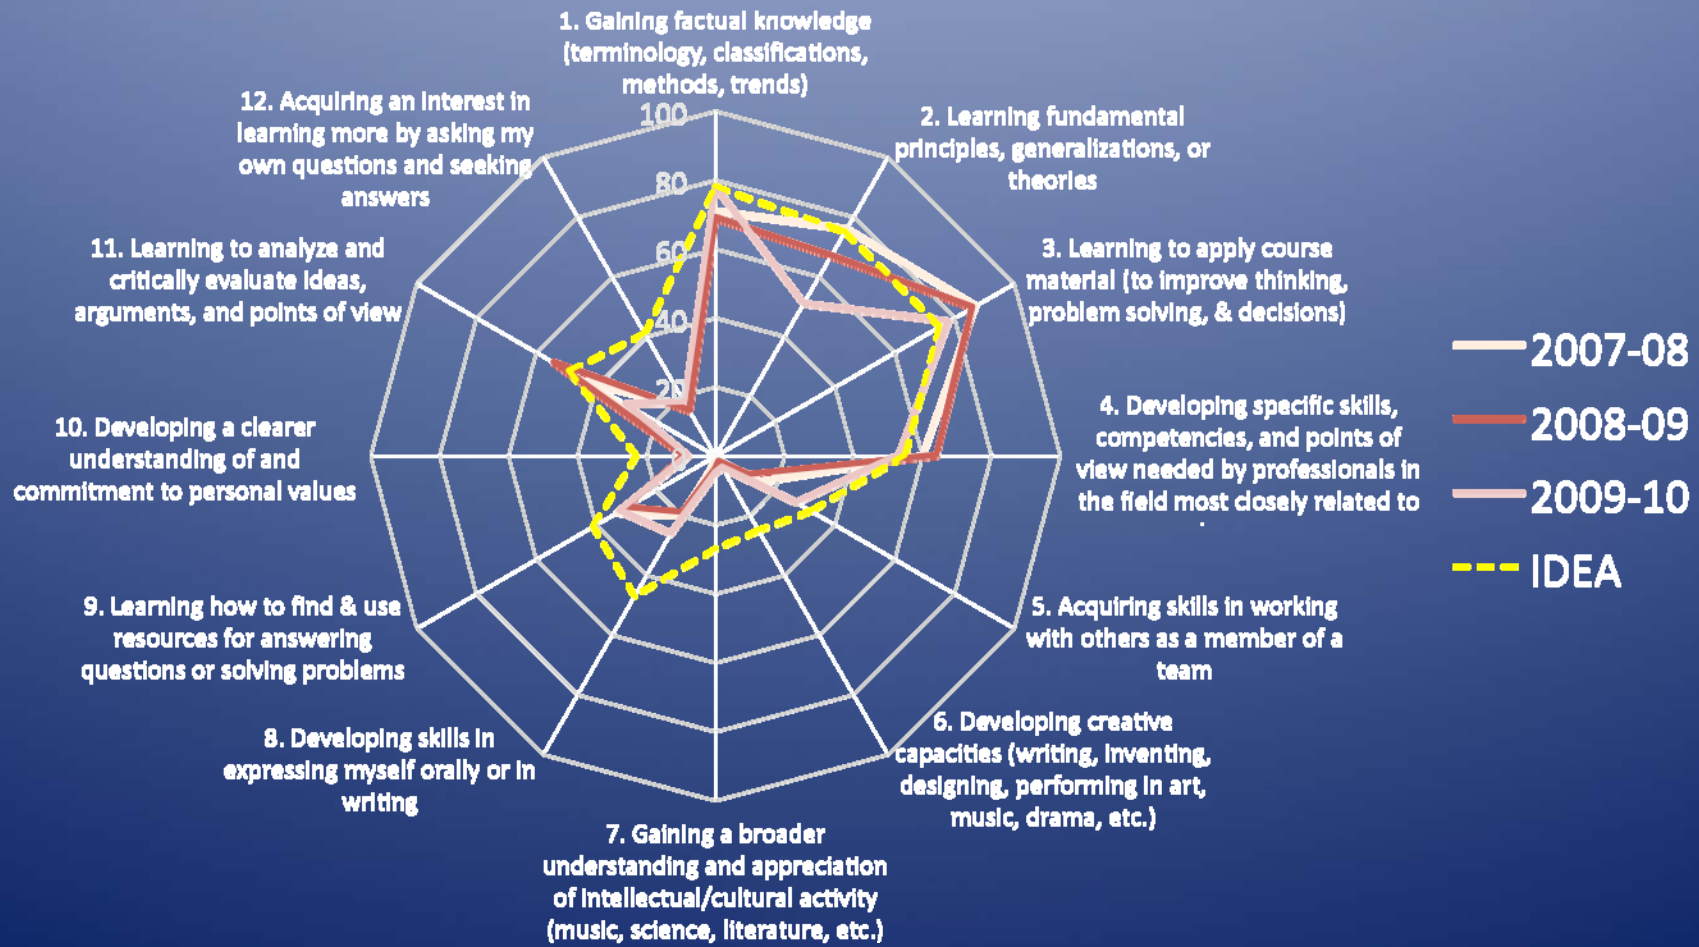 1. Gaining factual knowledge
(terminology, classifications,
methods, trends)
2. Learning fundamental
principles, generalizations, or
theories
3. Learning to apply course
material (to improve thinking,
problem solving, & decisions)
4. Developing specific skills,
competencies, and points of
view needed by professionals in
the field most closely related to
5. Acquiring skills in working
with others as a member of a
team
6. Developing creative
capacities (writing, inventing,
designing, performing in art,
music, drama, etc.)
7. Gaining a broader
understanding and appreciation
of intellectual/cultural activity
(music, science, literature, etc.)
8. Developing skills in
expressing myself orally or in
writing
9. Learning how to find & use
resources for answering
questions or solving problems
10. Developing a clearer
understanding of and
commitment to personal values
11. Learning to analyze and
critically evaluate ideas,
arguments, and points of view
12. Acquiring an interest in
learning more by asking my
own questions and seeking
answers
100
80
60
40
20
0
2007-08
2008-09
2009-10
IDEA